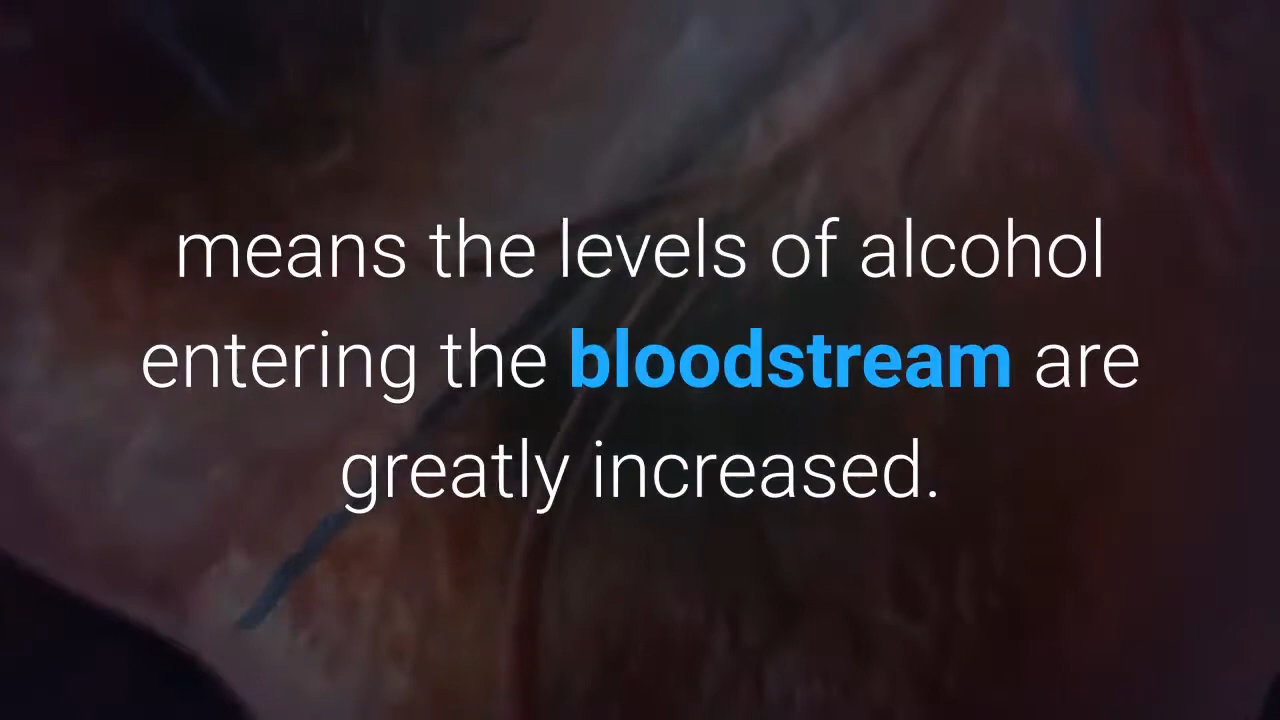 means the levels of alcohol
entering the bloodstream are
greatly increased.